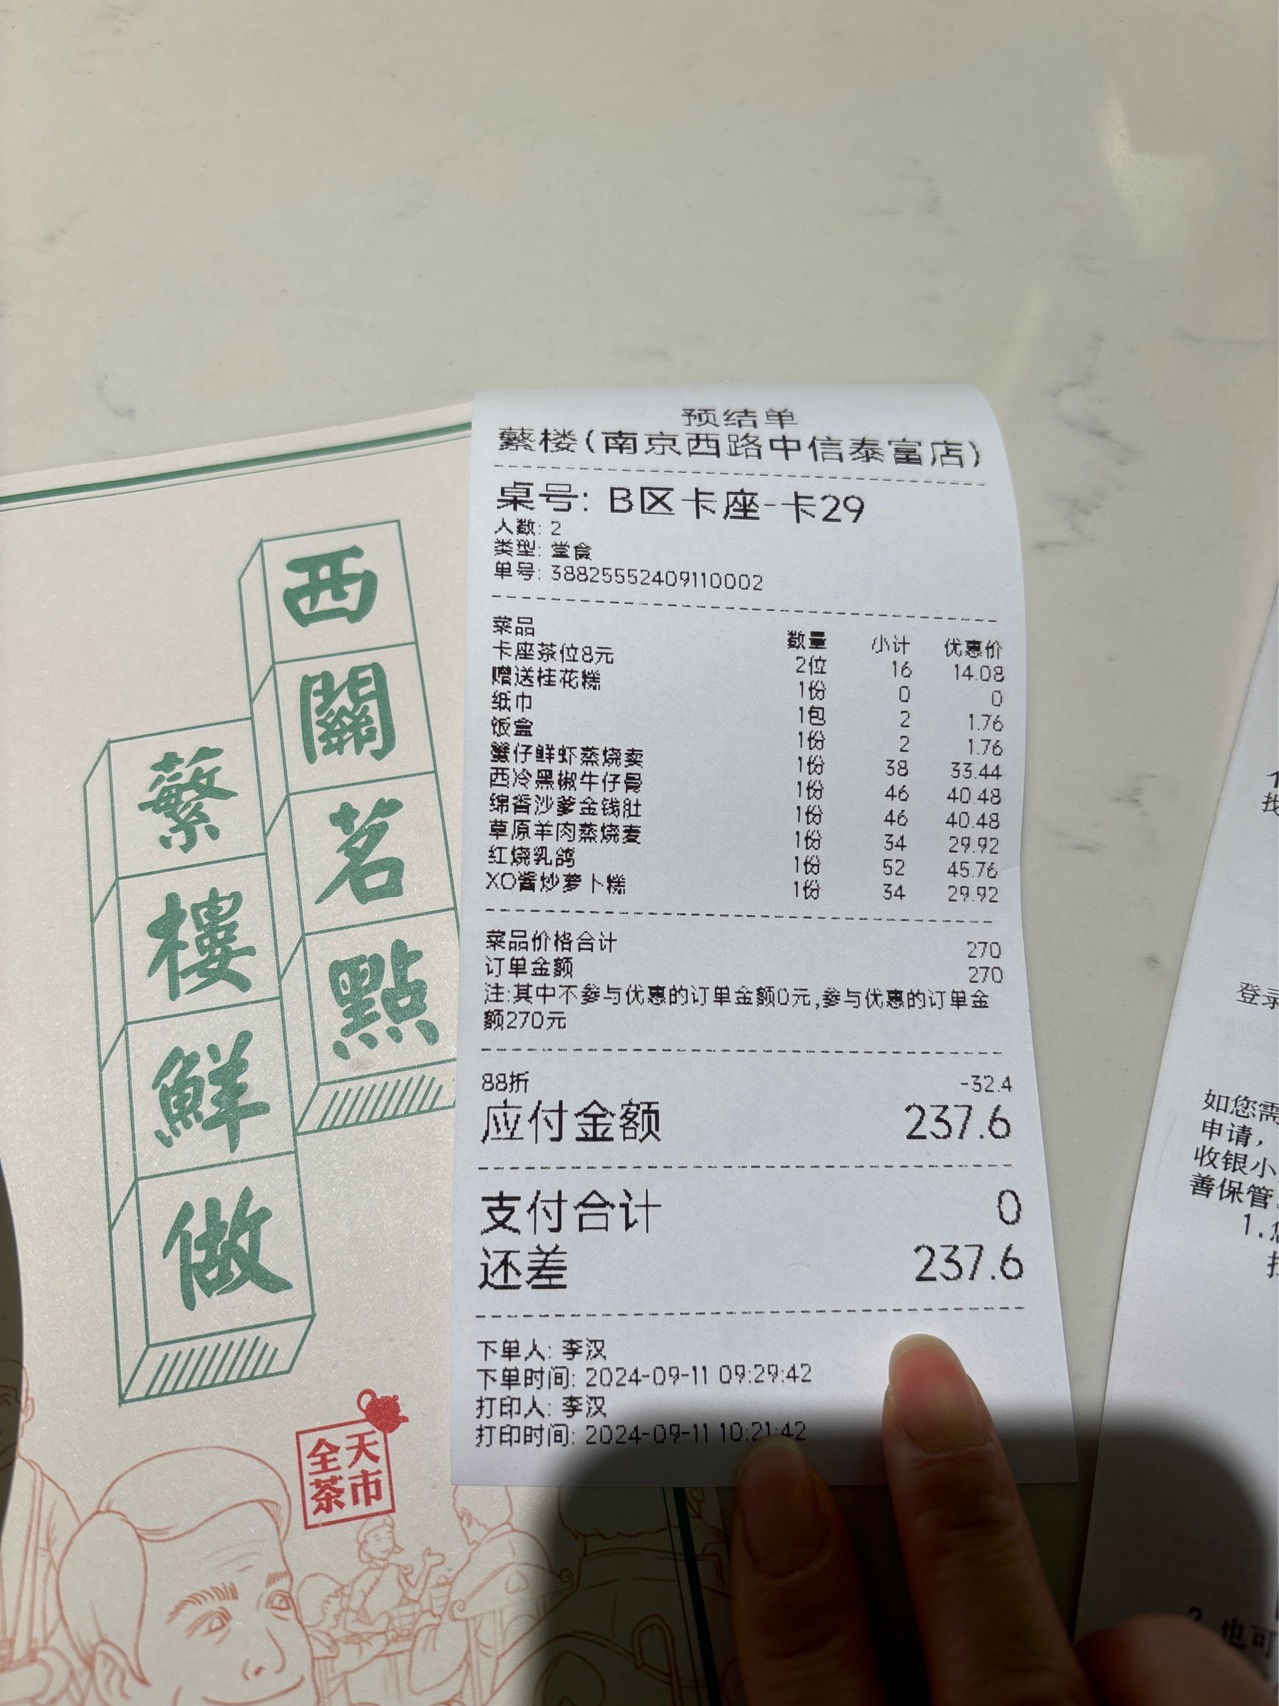 西關茗點
蘩樓鮮做
全天
茶市
预结单
蘩楼(南京西路中信泰富店)
桌号: B区卡座-卡29
人数: 2
类型: 堂食
单号: 38825552409110002
菜品 数量 小计 优惠价
卡座茶位8元 2位 16 14.08
赠送桂花糕 1份 0 0
纸巾 1包 2 1.76
饭盒 1份 2 1.76
蟹仔鲜虾蒸烧卖 1份 38 33.44
西冷黑椒牛仔骨 1份 46 40.48
绵香沙爹金钱肚 1份 46 40.48
草原羊肉蒸烧麦 1份 34 29.92
红烧乳鸽 1份 52 45.76
XO酱炒萝卜糕 1份 34 29.92
菜品价格合计 270
订单金额 270
注:其中不参与优惠的订单金额0元,参与优惠的订单金
额270元
88折 -32.4
应付金额 237.6
支付合计 0
还差 237.6
下单人: 李汉
下单时间: 2024-09-11 09:29:42
打印人: 李汉
打印时间: 2024-09-11 10:21:42
登录
如您需
申请,
收银小
善保管
1.
也可